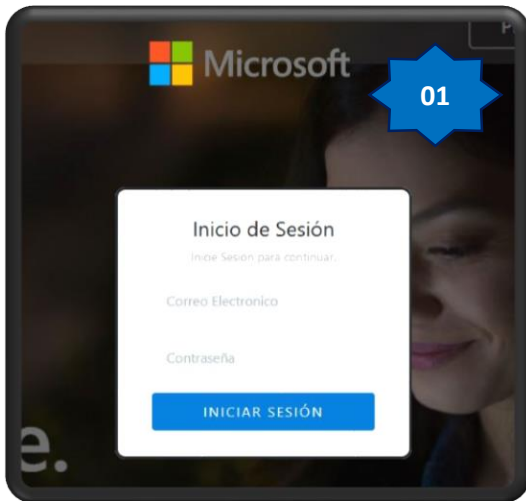 Microsoft
01
Inicio de Sesión
Inicie Sesion para continuar.
Correo Electronico
Contraseña
INICIAR SESIÓN
e.